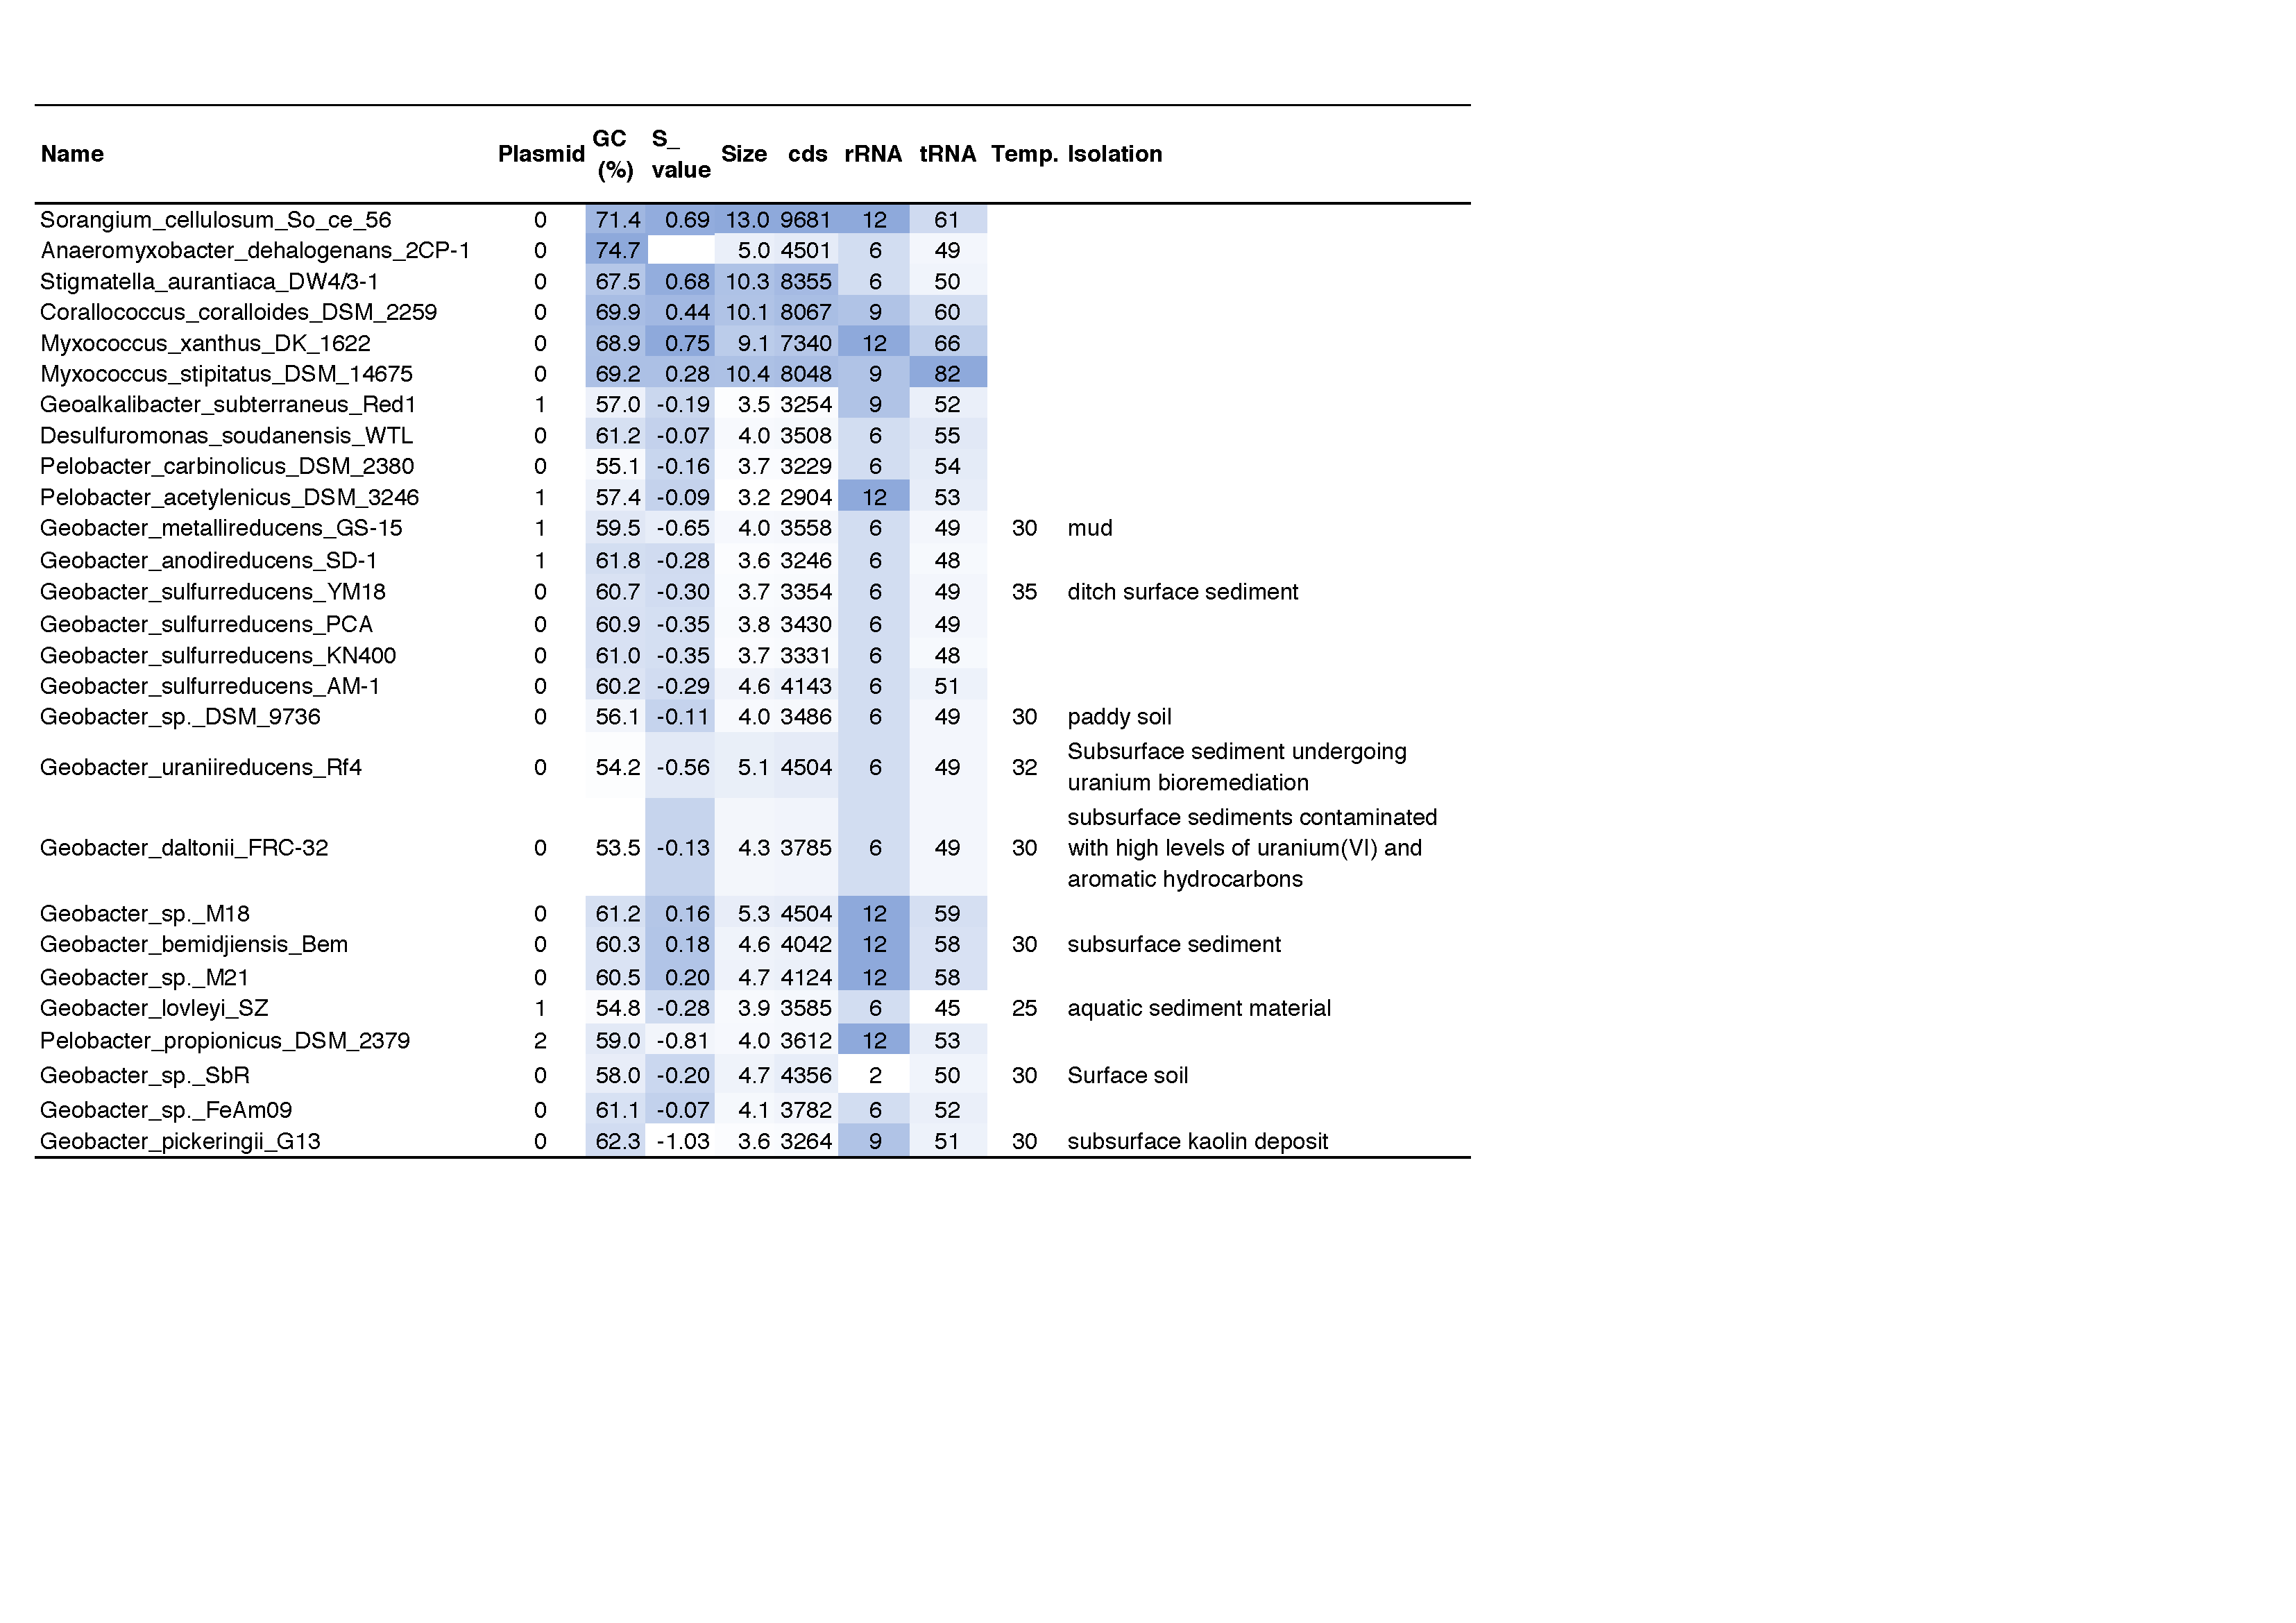 Name Plasmid GC (%) S_ value Size cds rRNA tRNA Temp. Isolation
Sorangium_cellulosum_So_ce_56 0 71.4 0.69 13.0 9681 12 61
Anaeromyxobacter_dehalogenans_2CP-1 0 74.7 5.0 4501 6 49
Stigmatella_aurantiaca_DW4/3-1 0 67.5 0.68 10.3 8355 6 50
Corallococcus_coralloides_DSM_2259 0 69.9 0.44 10.1 8067 9 60
Myxococcus_xanthus_DK_1622 0 68.9 0.75 9.1 7340 12 66
Myxococcus_stipitatus_DSM_14675 0 69.2 0.28 10.4 8048 9 82
Geoalkalibacter_subterraneus_Red1 1 57.0 -0.19 3.5 3254 9 52
Desulfuromonas_soudanensis_WTL 0 61.2 -0.07 4.0 3508 6 55
Pelobacter_carbinolicus_DSM_2380 0 55.1 -0.16 3.7 3229 6 54
Pelobacter_acetylenicus_DSM_3246 1 57.4 -0.09 3.2 2904 12 53
Geobacter_metallireducens_GS-15 1 59.5 -0.65 4.0 3558 6 49 30 mud
Geobacter_anodireducens_SD-1 1 61.8 -0.28 3.6 3246 6 48
Geobacter_sulfurreducens_YM18 0 60.7 -0.30 3.7 3354 6 49 35 ditch surface sediment
Geobacter_sulfurreducens_PCA 0 60.9 -0.35 3.8 3430 6 49
Geobacter_sulfurreducens_KN400 0 61.0 -0.35 3.7 3331 6 48
Geobacter_sulfurreducens_AM-1 0 60.2 -0.29 4.6 4143 6 51
Geobacter_sp._DSM_9736 0 56.1 -0.11 4.0 3486 6 49 30 paddy soil
Geobacter_uraniireducens_Rf4 0 54.2 -0.56 5.1 4504 6 49 32 Subsurface sediment undergoing
uranium bioremediation
Geobacter_daltonii_FRC-32 0 53.5 -0.13 4.3 3785 6 49 30 subsurface sediments contaminated
with high levels of uranium(VI) and
aromatic hydrocarbons
Geobacter_sp._M18 0 61.2 0.16 5.3 4504 12 59
Geobacter_bemidjiensis_Bem 0 60.3 0.18 4.6 4042 12 58 30 subsurface sediment
Geobacter_sp._M21 0 60.5 0.20 4.7 4124 12 58
Geobacter_lovleyi_SZ 1 54.8 -0.28 3.9 3585 6 45 25 aquatic sediment material
Pelobacter_propionicus_DSM_2379 2 59.0 -0.81 4.0 3612 12 53
Geobacter_sp._SbR 0 58.0 -0.20 4.7 4356 2 50 30 Surface soil
Geobacter_sp._FeAm09 0 61.1 -0.07 4.1 3782 6 52
Geobacter_pickeringii_G13 0 62.3 -1.03 3.6 3264 9 51 30 subsurface kaolin deposit